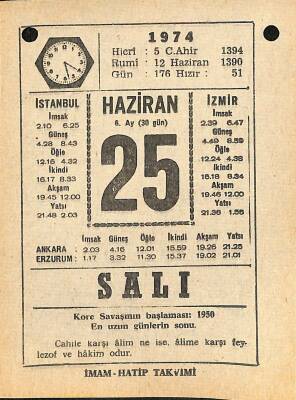 1974
Hicrî : 5 C.Ahir 1394
Rumî : 12 Haziran 1390
Gün : 176 Hızır : 51
İSTANBUL
İmsak
2.10 6.25
Güneş
4.28 8.43
Öğle
12.16 4.32
İkindi
16.17 8.33
Akşam
19.45 12.00
Yatsı
21.48 2.03
HAZİRAN
6. Ay (30 gün)
25
İZMİR
İmsak
2.39 6.47
Güneş
4.49 8.59
Öğle
12.24 4.38
İkindi
16.18 8.34
Akşam
19.46 12.00
Yatsı
21.36 1.56
İmsak Güneş Öğle İkindi Akşam Yatsı
ANKARA : 2.03 4.16 12.01 15.59 19.26 21.25
ERZURUM : 1.17 3.32 11.30 15.37 19.02 21.01
SALI
Kore Savaşının başlaması: 1950
En uzun günlerin sonu.
Cahile karşı âlim ne ise, âlime karşı fey-
lezof ve hâkim odur.
İMAM-HATİP TAKVİMİ